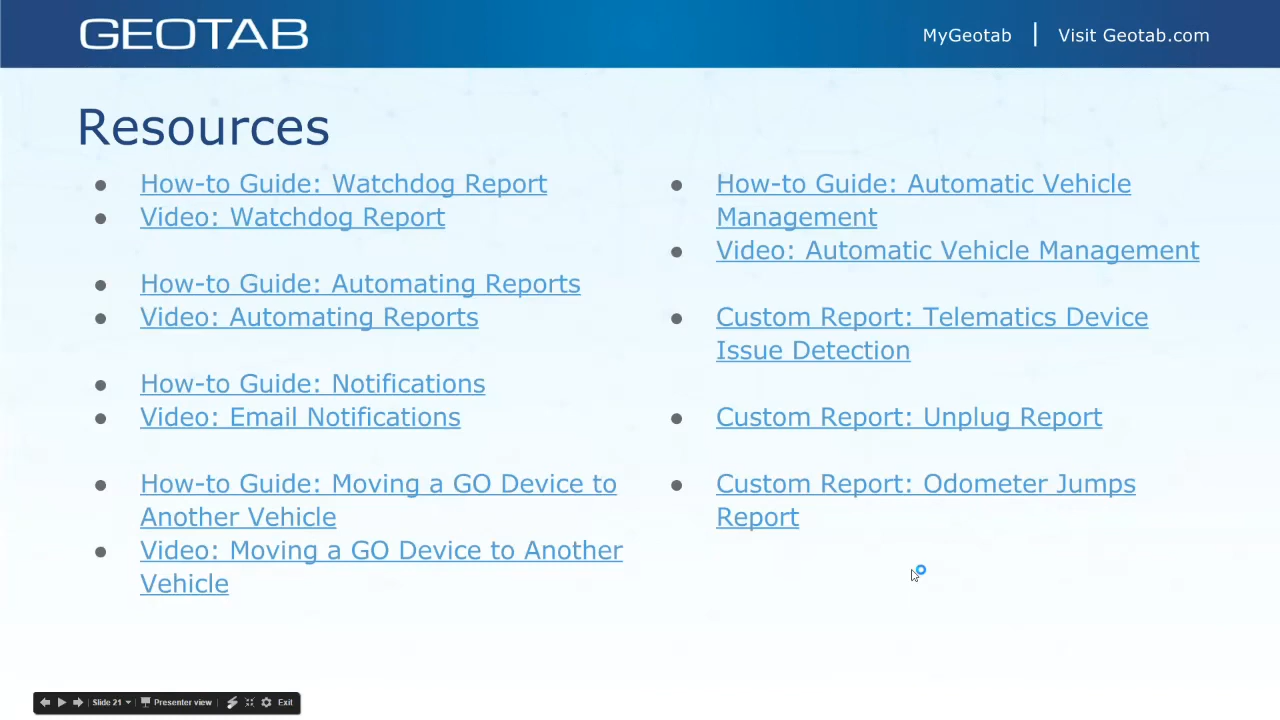 GEOTAB
MyGeotab | Visit Geotab.com
Resources
● How-to Guide: Watchdog Report
● Video: Watchdog Report
● How-to Guide: Automating Reports
● Video: Automating Reports
● How-to Guide: Notifications
● Video: Email Notifications
● How-to Guide: Moving a GO Device to
Another Vehicle
● Video: Moving a GO Device to Another
Vehicle
● How-to Guide: Automatic Vehicle
Management
● Video: Automatic Vehicle Management
● Custom Report: Telematics Device
Issue Detection
● Custom Report: Unplug Report
● Custom Report: Odometer Jumps
Report
Slide 21 Presenter view Exit